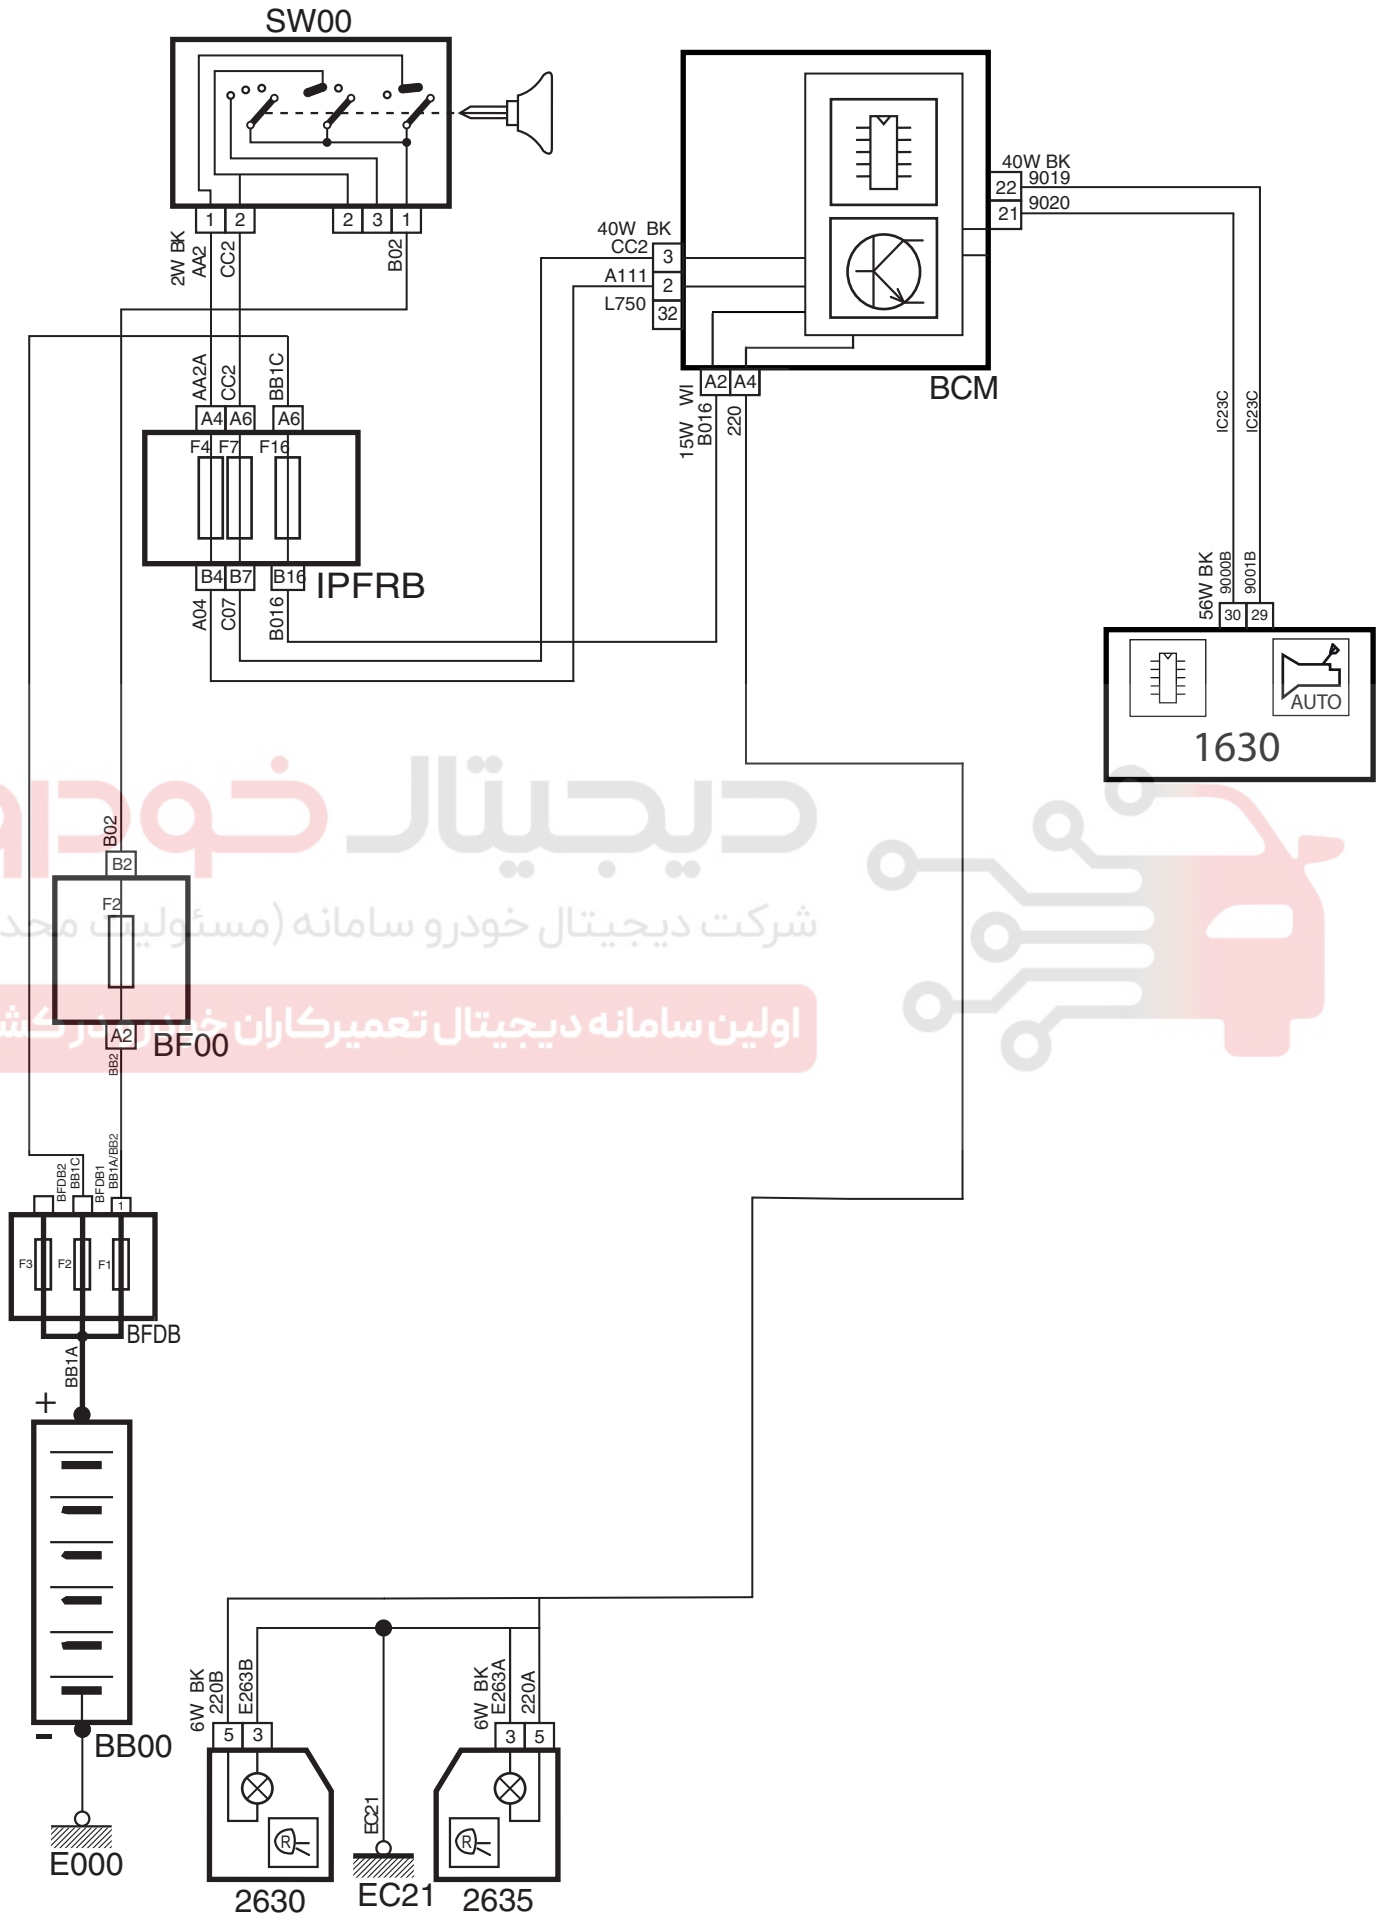 SW00
1 2 2 3 1
2W BK
AA2
CC2
B02
AA2A
CC2
BB1C
A4 A6 A6
F4 F7 F16
B4 B7 B16
IPFRB
A04
C07
B016
40W BK
CC2 3
A111 2
L750 32
40W BK
22 9019
21 9020
A2 A4
BCM
15W WI
B016
220
IC23C
IC23C
56W BK
9000B
9001B
30 29
AUTO
1630
دیجیتال خودرو
شرکت دیجیتال خودرو سامانه (مسئولیت محد
اولین سامانه دیجیتال تعمیرکاران خودرو در کش
B02
B2
F2
A2
BF00
BB2
BFDB2
BB1C
BFDB1
BB1A/BB2
1
F3 F2 F1
BFDB
BB1A
+
-
BB00
E000
6W BK
220B
E263B
5 3
R
2630
EC21
EC21
6W BK
E263A
220A
3 5
R
2635